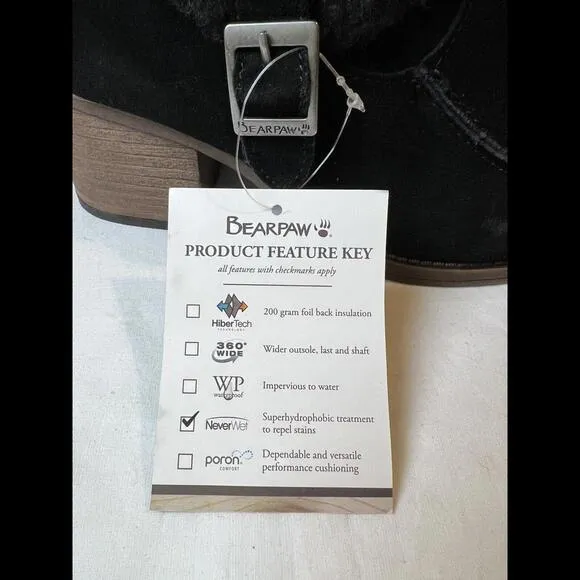 BEARPAW
BEARPAW
PRODUCT FEATURE KEY
all features with checkmarks apply
HiberTech
TECHNOLOGY
200 gram foil back insulation
360°
WIDE
Wider outsole, last and shaft
WP
waterproof
Impervious to water
NeverWet
Superhydrophobic treatment
to repel stains
poron®
COMFORT
Dependable and versatile
performance cushioning